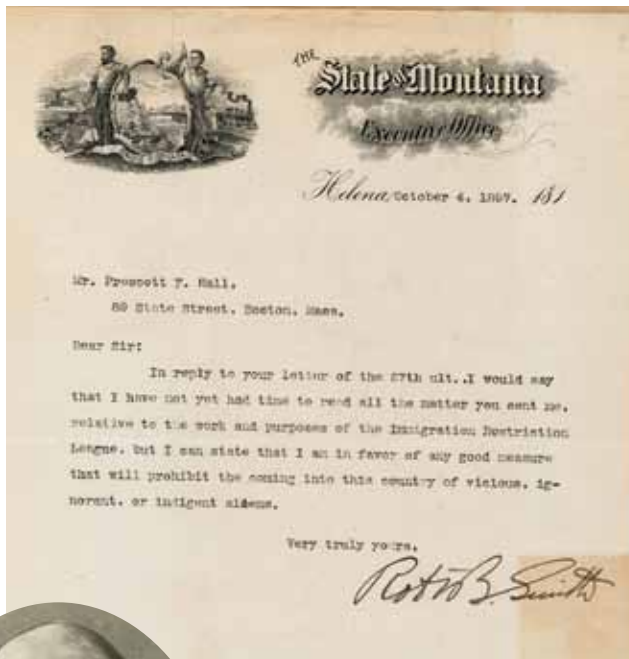 THE
State of Montana
Executive Office
Helena, October 4, 1897. 181
Mr. Prescott F. Hall,
89 State Street, Boston, Mass.
Dear Sir:
In reply to your letter of the 27th ult., I would say
that I have not yet had time to read all the matter you sent me,
relative to the work and purposes of the Immigration Restriction
League, but I can state that I am in favor of any good measure
that will prohibit the coming into this country of vicious, ig-
norant, or indigent aliens.
Very truly yours,
Robt B. Smith